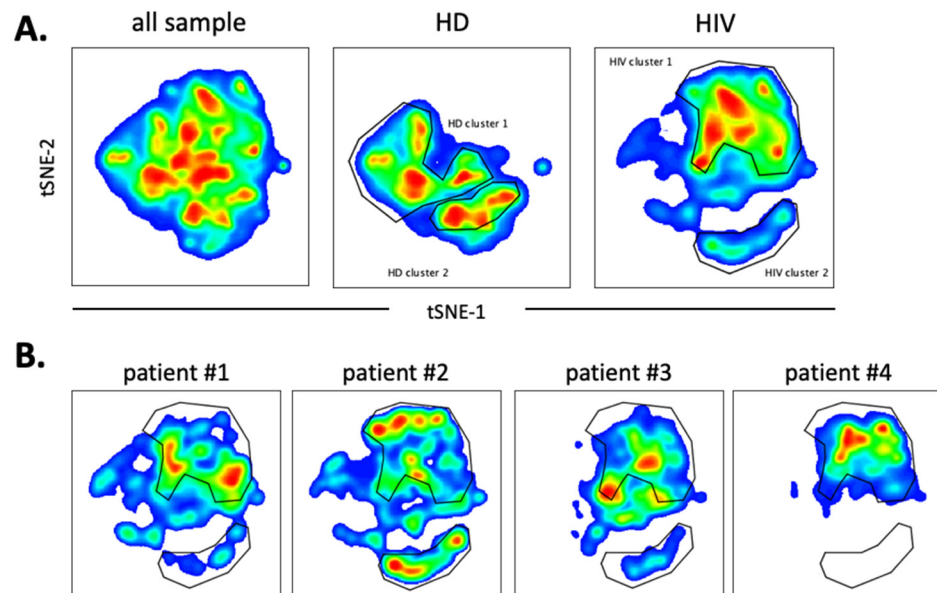 A.
all sample
HD
HIV
tSNE-2
HD cluster 1
HD cluster 2
HIV cluster 1
HIV cluster 2
tSNE-1
B.
patient #1
patient #2
patient #3
patient #4